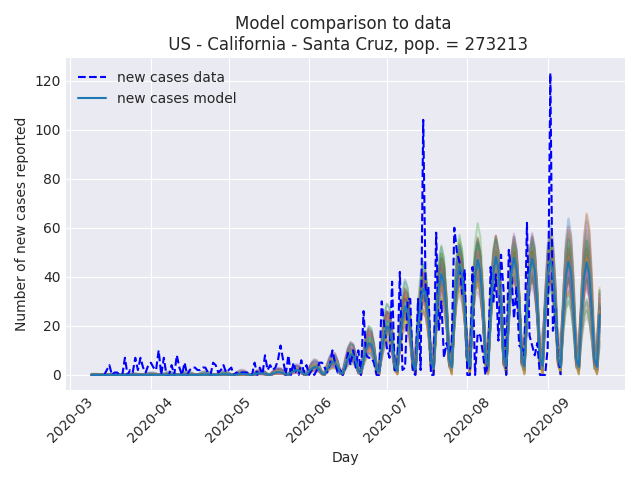 Model comparison to data
US - California - Santa Cruz, pop. = 273213
new cases data
new cases model
Number of new cases reported
120
100
80
60
40
20
0
2020-03
2020-04
2020-05
2020-06
2020-07
2020-08
2020-09
Day